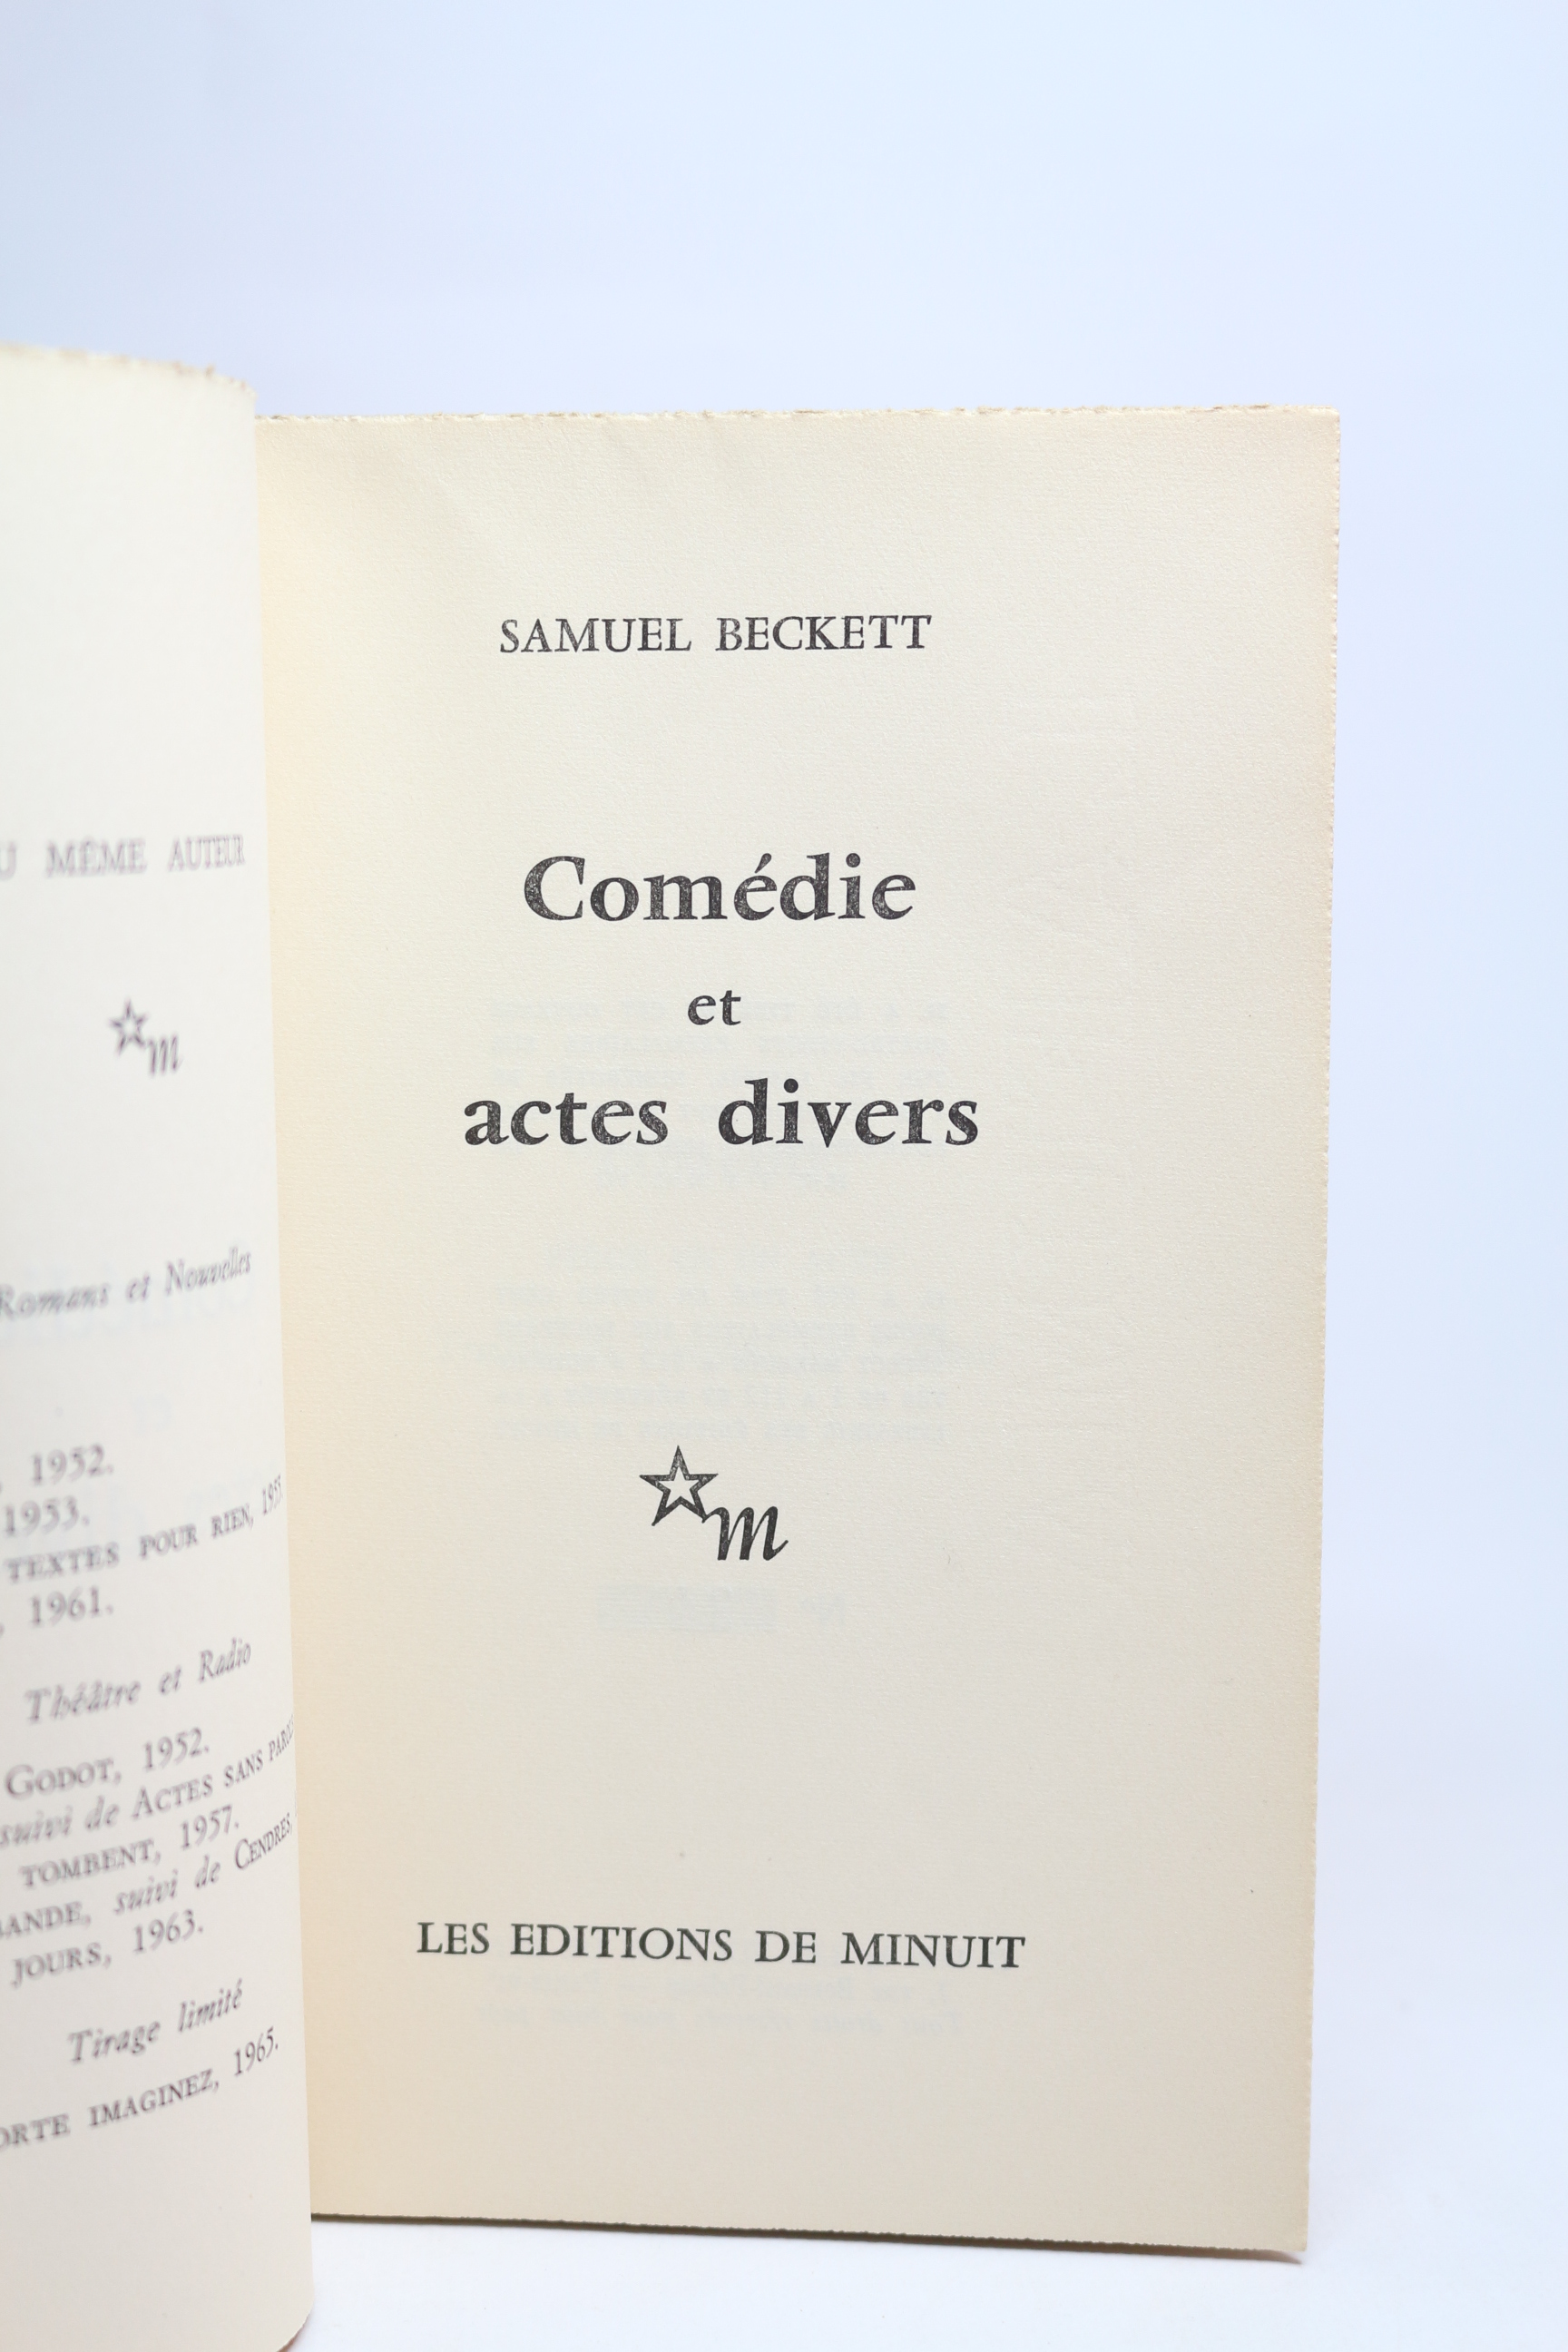 MÊME AUTEUR
m
Romans et Nouvelles
, 1952.
1953.
TEXTES POUR RIEN, 195
, 1961.
Théâtre et Radio
GODOT, 1952.
suivi de ACTES SANS
TOMBENT, 1957.
suivi de CENDRES,
JOURS, 1963.
Tirage limité
IMAGINEZ, 1965.
SAMUEL BECKETT
Comédie
et
actes divers
m
LES EDITIONS DE MINUIT